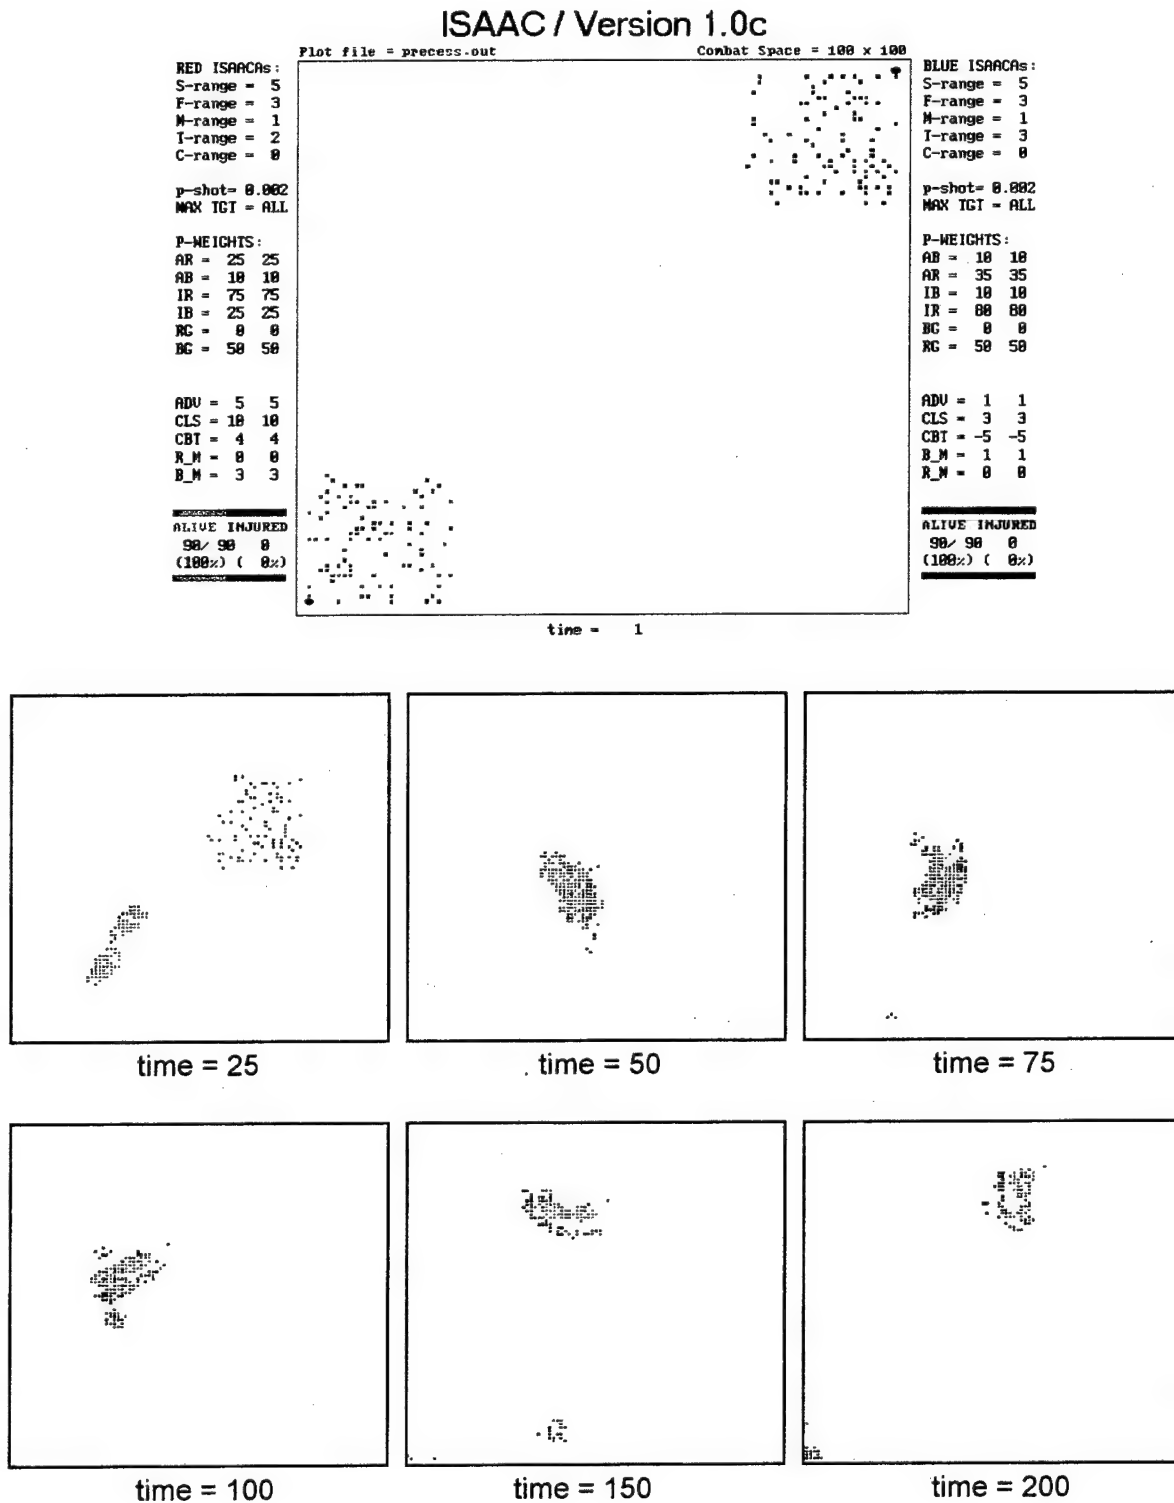 ISAAC / Version 1.0c
Plot file = precess.out Combat Space = 100 x 100
RED ISAACAs:
S-range = 5
F-range = 3
M-range = 1
T-range = 2
C-range = 0
p-shot= 0.002
MAX TGT = ALL
P-WEIGHTS:
AR = 25 25
AB = 10 10
IR = 75 75
IB = 25 25
RG = 0 0
BG = 50 50
ADV = 5 5
CLS = 10 10
CBT = 4 4
R_M = 0 0
B_M = 3 3
ALIVE INJURED
90/ 90 0
(100%) ( 0%)
BLUE ISAACAs:
S-range = 5
F-range = 3
M-range = 1
T-range = 3
C-range = 0
p-shot= 0.002
MAX TGT = ALL
P-WEIGHTS:
AB = 10 10
AR = 35 35
IB = 10 10
IR = 80 80
BG = 0 0
RG = 50 50
ADV = 1 1
CLS = 3 3
CBT = -5 -5
B_M = 1 1
R_M = 0 0
ALIVE INJURED
90/ 90 0
(100%) ( 0%)
time = 1
time = 25
time = 50
time = 75
time = 100
time = 150
time = 200